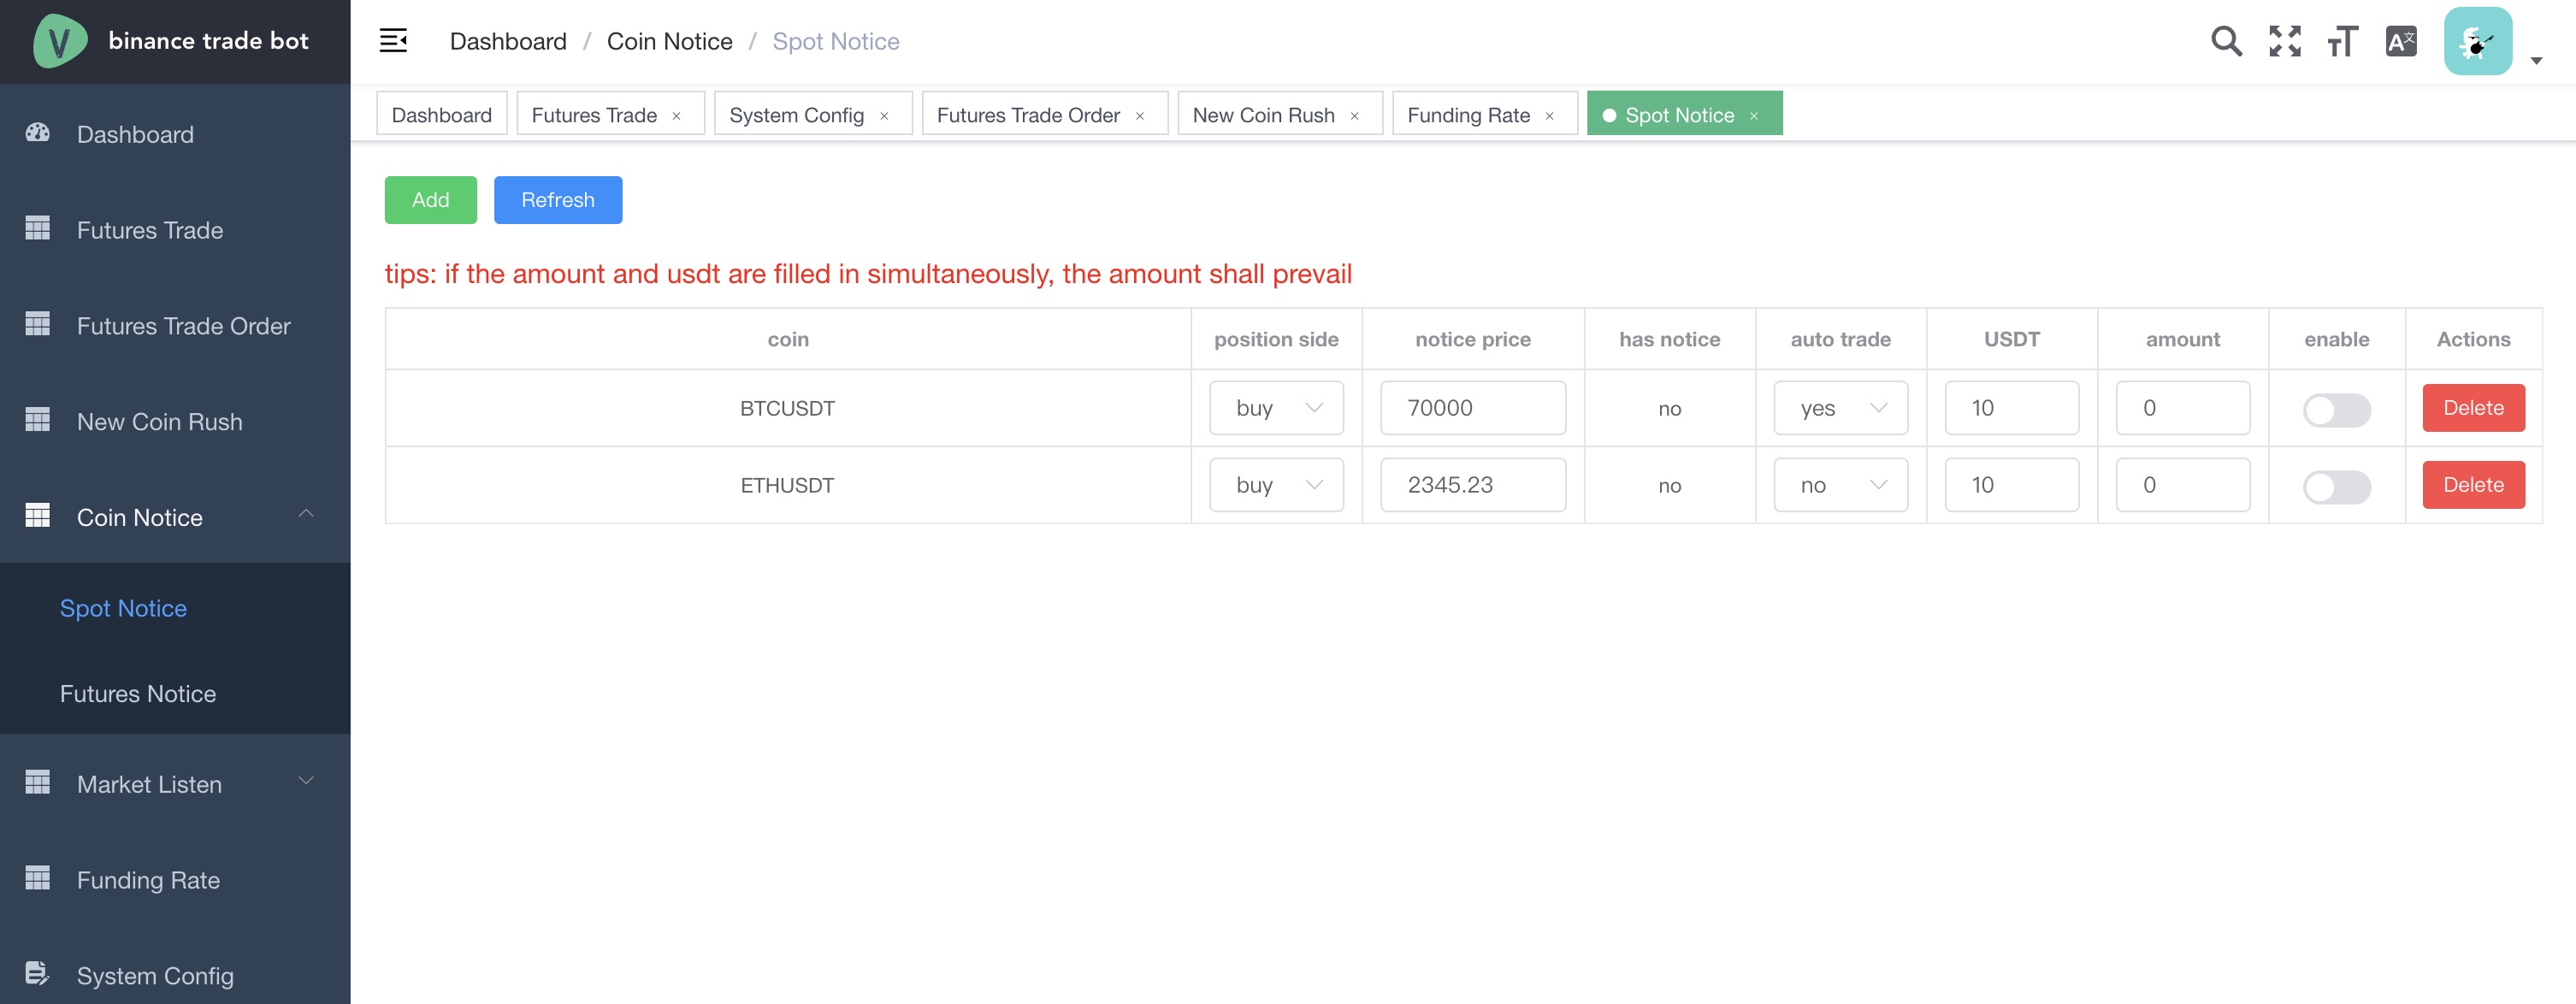 V binance trade bot
Dashboard / Coin Notice / Spot Notice
A文
Dashboard
Futures Trade ×
System Config ×
Futures Trade Order ×
New Coin Rush ×
Funding Rate ×
Spot Notice ×
Dashboard
Futures Trade
Futures Trade Order
New Coin Rush
Coin Notice
Spot Notice
Futures Notice
Market Listen
Funding Rate
System Config
Add Refresh
tips: if the amount and usdt are filled in simultaneously, the amount shall prevail
coin position side notice price has notice auto trade USDT amount enable Actions
BTCUSDT buy 70000 no yes 10 0 Delete
ETHUSDT buy 2345.23 no no 10 0 Delete